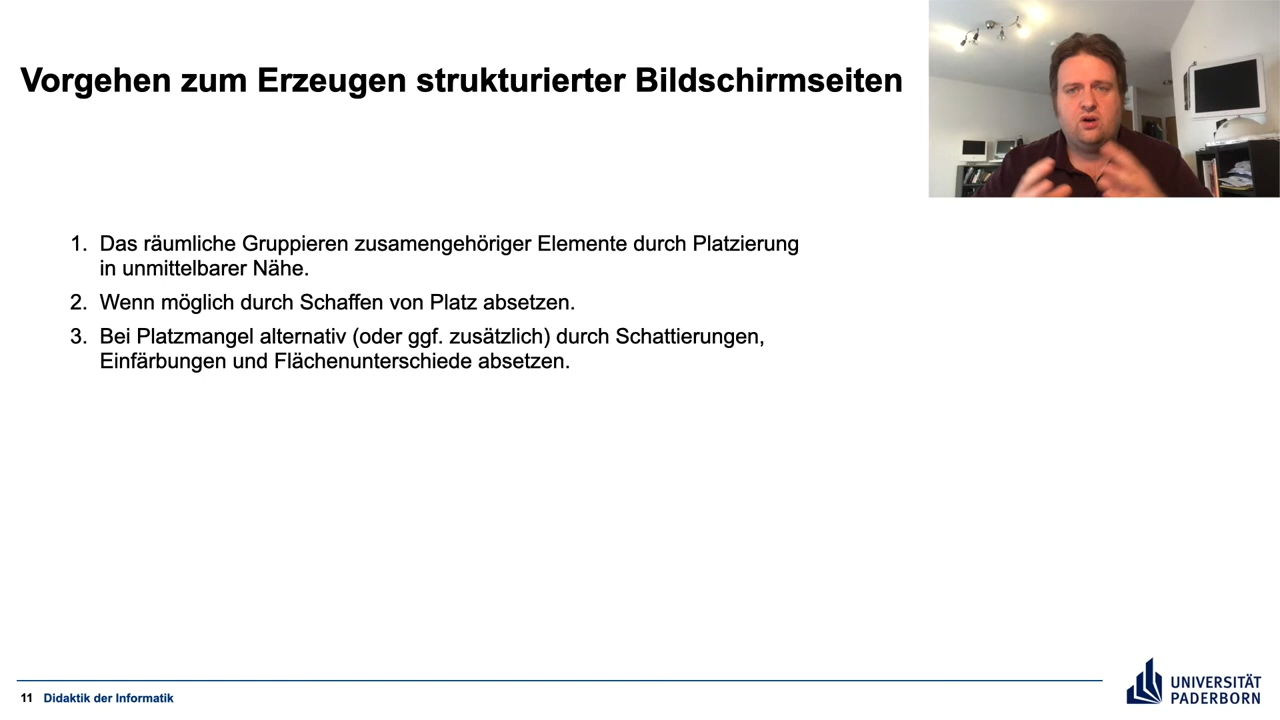 Vorgehen zum Erzeugen strukturierter Bildschirmseiten
1. Das räumliche Gruppieren zusamengehöriger Elemente durch Platzierung
in unmittelbarer Nähe.
2. Wenn möglich durch Schaffen von Platz absetzen.
3. Bei Platzmangel alternativ (oder ggf. zusätzlich) durch Schattierungen,
Einfärbungen und Flächenunterschiede absetzen.
11 Didaktik der Informatik
UNIVERSITÄT
PADERBORN